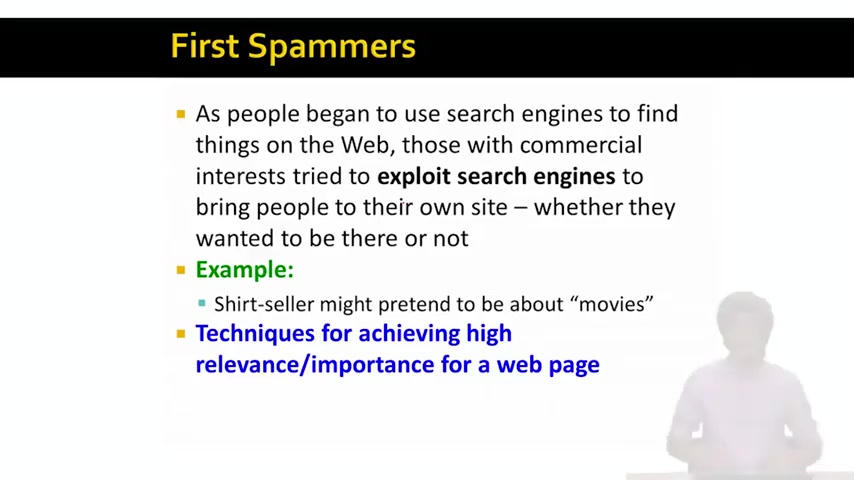 First Spammers
As people began to use search engines to find
things on the Web, those with commercial
interests tried to exploit search engines to
bring people to their own site – whether they
wanted to be there or not
Example:
Shirt-seller might pretend to be about “movies”
Techniques for achieving high
relevance/importance for a web page